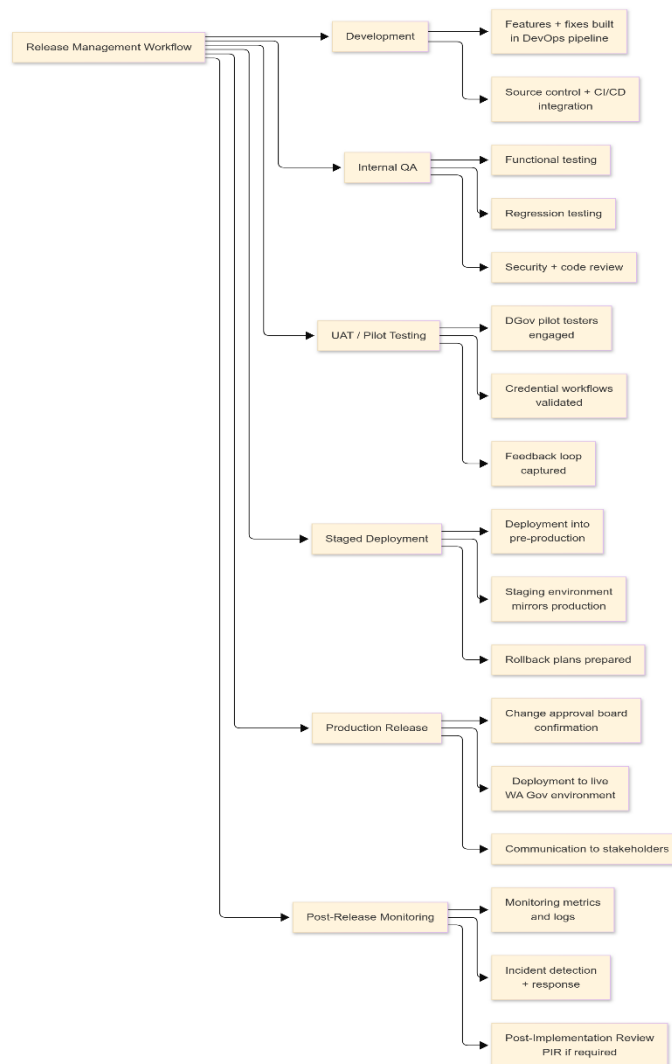 Release Management Workflow
Development
Features + fixes built
in DevOps pipeline
Source control + CI/CD
integration
Internal QA
Functional testing
Regression testing
Security + code review
UAT / Pilot Testing
DGov pilot testers
engaged
Credential workflows
validated
Feedback loop
captured
Staged Deployment
Deployment into
pre-production
Staging environment
mirrors production
Rollback plans prepared
Production Release
Change approval board
confirmation
Deployment to live
WA Gov environment
Communication to stakeholders
Post-Release Monitoring
Monitoring metrics
and logs
Incident detection
+ response
Post-Implementation Review
PIR if required